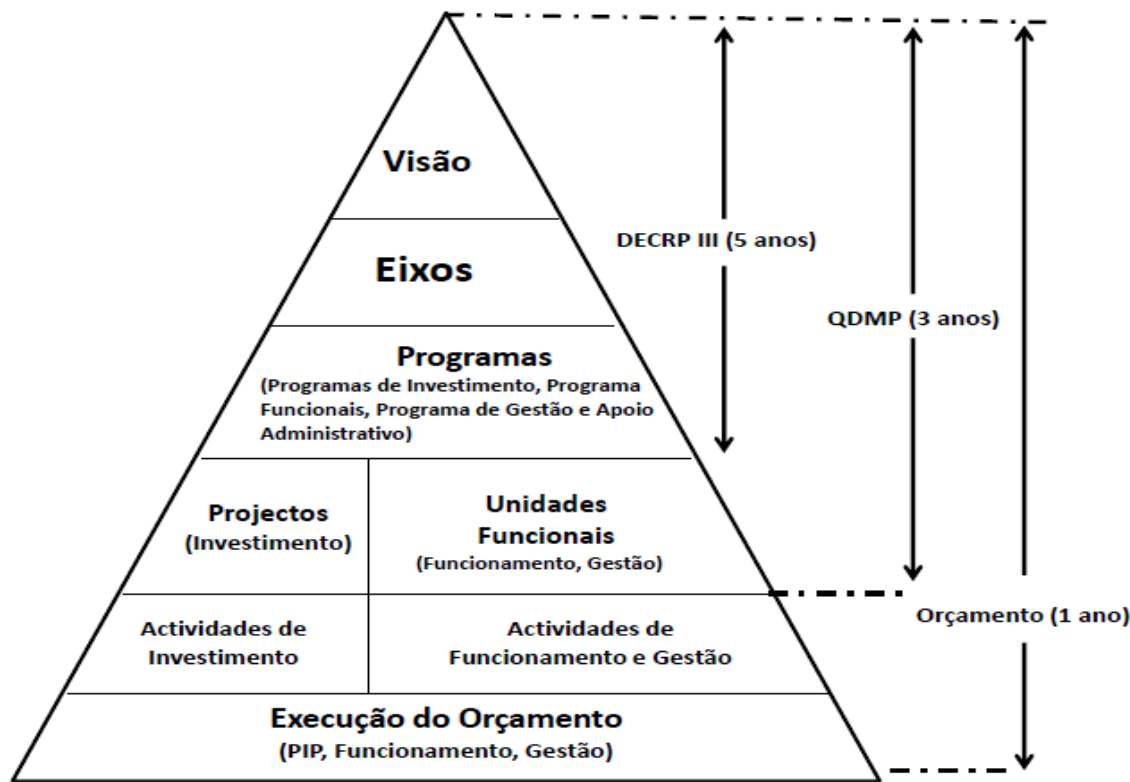 Visão
Eixos
Programas
(Programas de Investimento, Programa
Funcionais, Programa de Gestão e Apoio
Administrativo)
Projectos
(Investimento)
Unidades
Funcionais
(Funcionamento, Gestão)
Actividades de
Investimento
Actividades de
Funcionamento e Gestão
Execução do Orçamento
(PIP, Funcionamento, Gestão)
DECRP III (5 anos)
QDMP (3 anos)
Orçamento (1 ano)